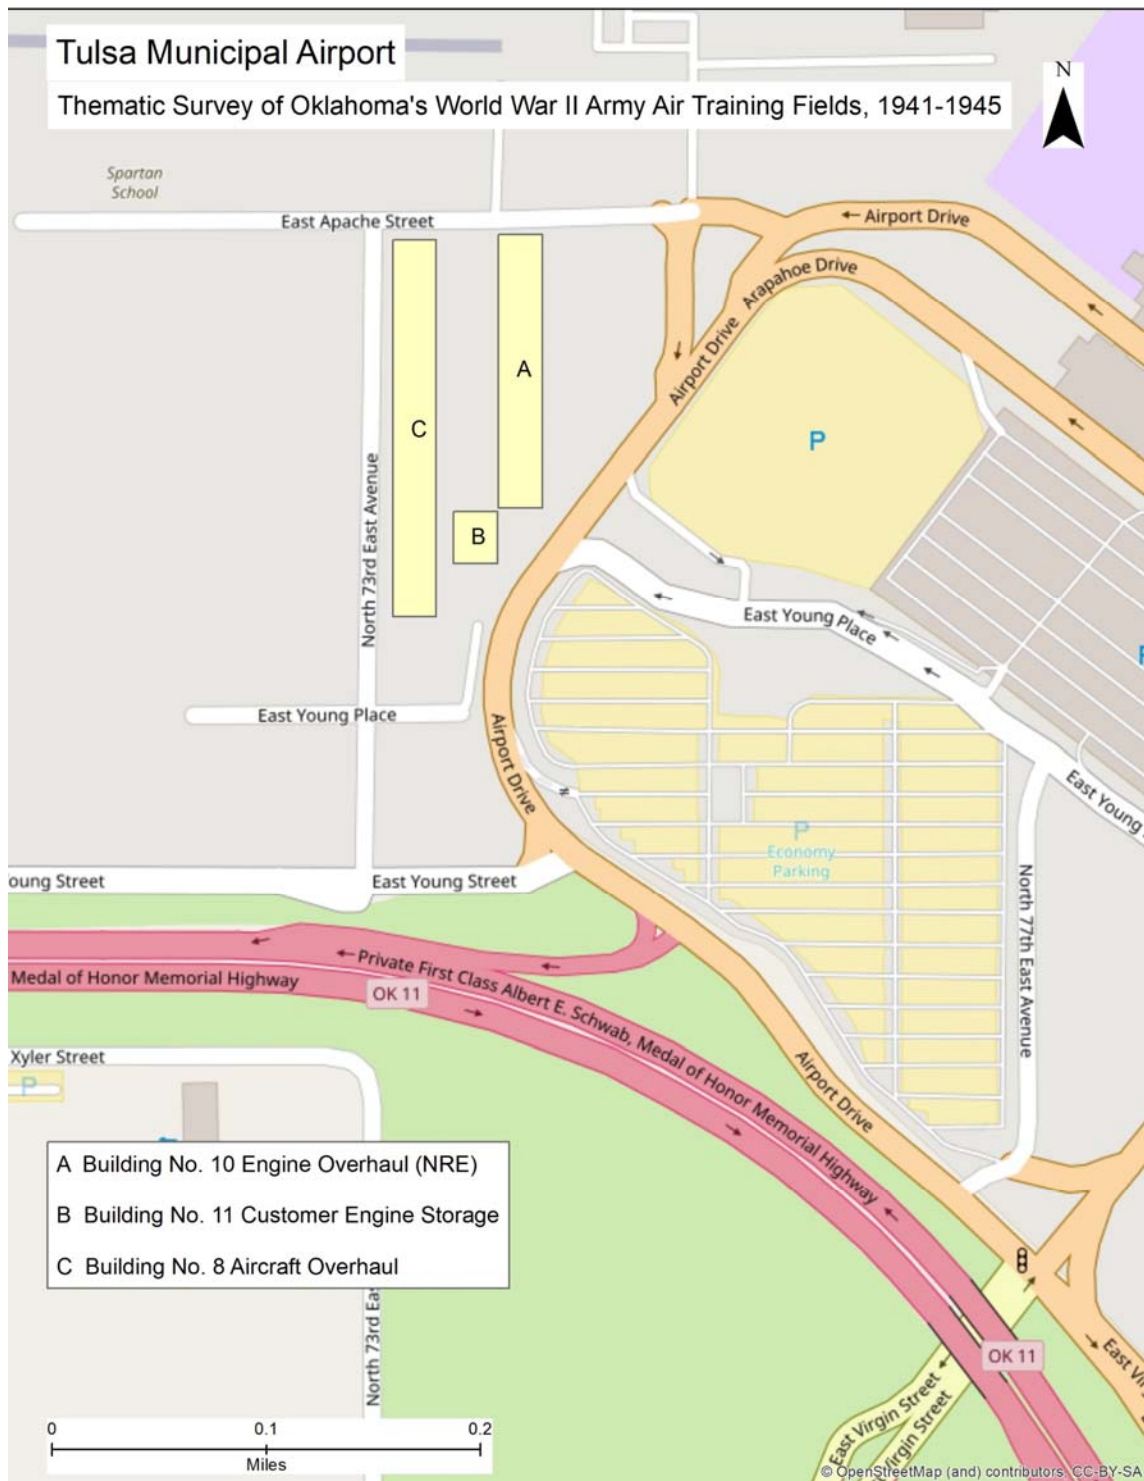 Tulsa Municipal Airport
Thematic Survey of Oklahoma's World War II Army Air Training Fields, 1941-1945
N
Spartan
School
East Apache Street
← Airport Drive
Arapahoe Drive
Airport Drive
A
C
B
P
North 73rd East Avenue
East Young Place
East Young Place
Airport Drive
East Young
P
Economy
Parking
oung Street
East Young Street
North 77th East Avenue
Private First Class Albert E. Schwab, Medal of Honor Memorial Highway
Medal of Honor Memorial Highway
OK 11
Xyler Street
P
Airport Drive
A Building No. 10 Engine Overhaul (NRE)
B Building No. 11 Customer Engine Storage
C Building No. 8 Aircraft Overhaul
North 73rd Eas
OK 11
East Vir
East Virgin Street
Virgin Street
0 0.1 0.2
Miles
© OpenStreetMap (and) contributors, CC-BY-SA